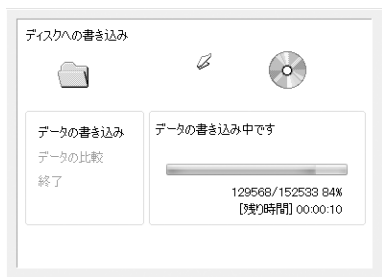 ディスクへの書き込み
データの書き込み
データの比較
終了
データの書き込み中です
129568/152533 84%
[残り時間] 00:00:10